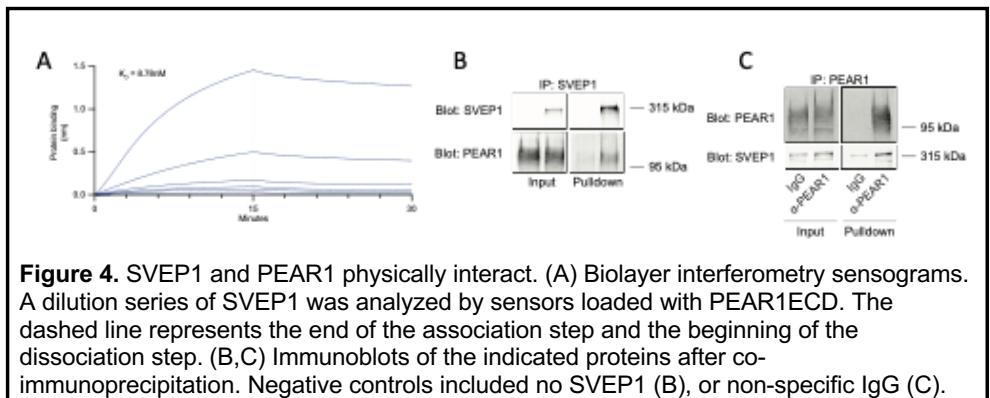 A
B
C
K_D = 8.78nM
1.5
1.0
0.5
0.0
Protein binding
[nm]
0
15
30
Minutes
IP: SVEP1
Blot: SVEP1
315 kDa
Blot: PEAR1
95 kDa
Input
Pulldown
IP: PEAR1
Blot: PEAR1
95 kDa
Blot: SVEP1
315 kDa
IgG
α-PEAR1
IgG
α-PEAR1
Input
Pulldown
Figure 4. SVEP1 and PEAR1 physically interact. (A) Biolayer interferometry sensograms.
A dilution series of SVEP1 was analyzed by sensors loaded with PEAR1ECD. The
dashed line represents the end of the association step and the beginning of the
dissociation step. (B,C) Immunoblots of the indicated proteins after co-
immunoprecipitation. Negative controls included no SVEP1 (B), or non-specific IgG (C).